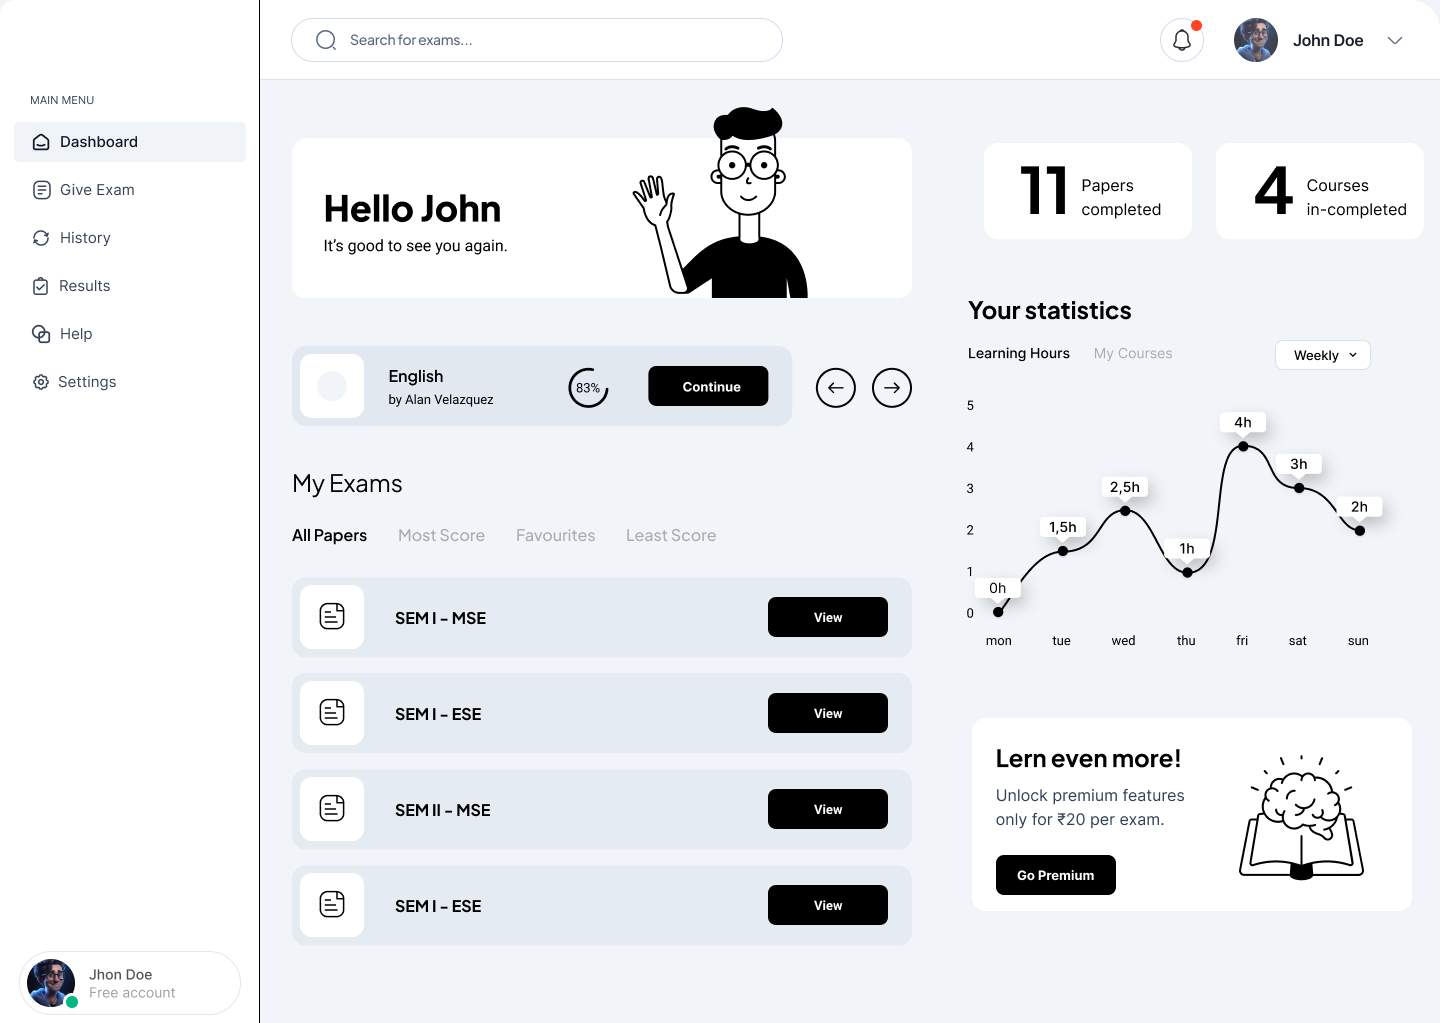 Search for exams...
John Doe
MAIN MENU
Dashboard
Give Exam
History
Results
Help
Settings
Jhon Doe
Free account
Hello John
It's good to see you again.
11
Papers
completed
4
Courses
in-completed
English
by Alan Velazquez
83%
Continue
My Exams
All Papers
Most Score
Favourites
Least Score
SEM I - MSE
View
SEM I - ESE
View
SEM II - MSE
View
SEM I - ESE
View
Your statistics
Learning Hours
My Courses
Weekly
5
4
3
2
1
0
0h
1,5h
2,5h
1h
4h
3h
2h
mon
tue
wed
thu
fri
sat
sun
Lern even more!
Unlock premium features
only for ₹20 per exam.
Go Premium